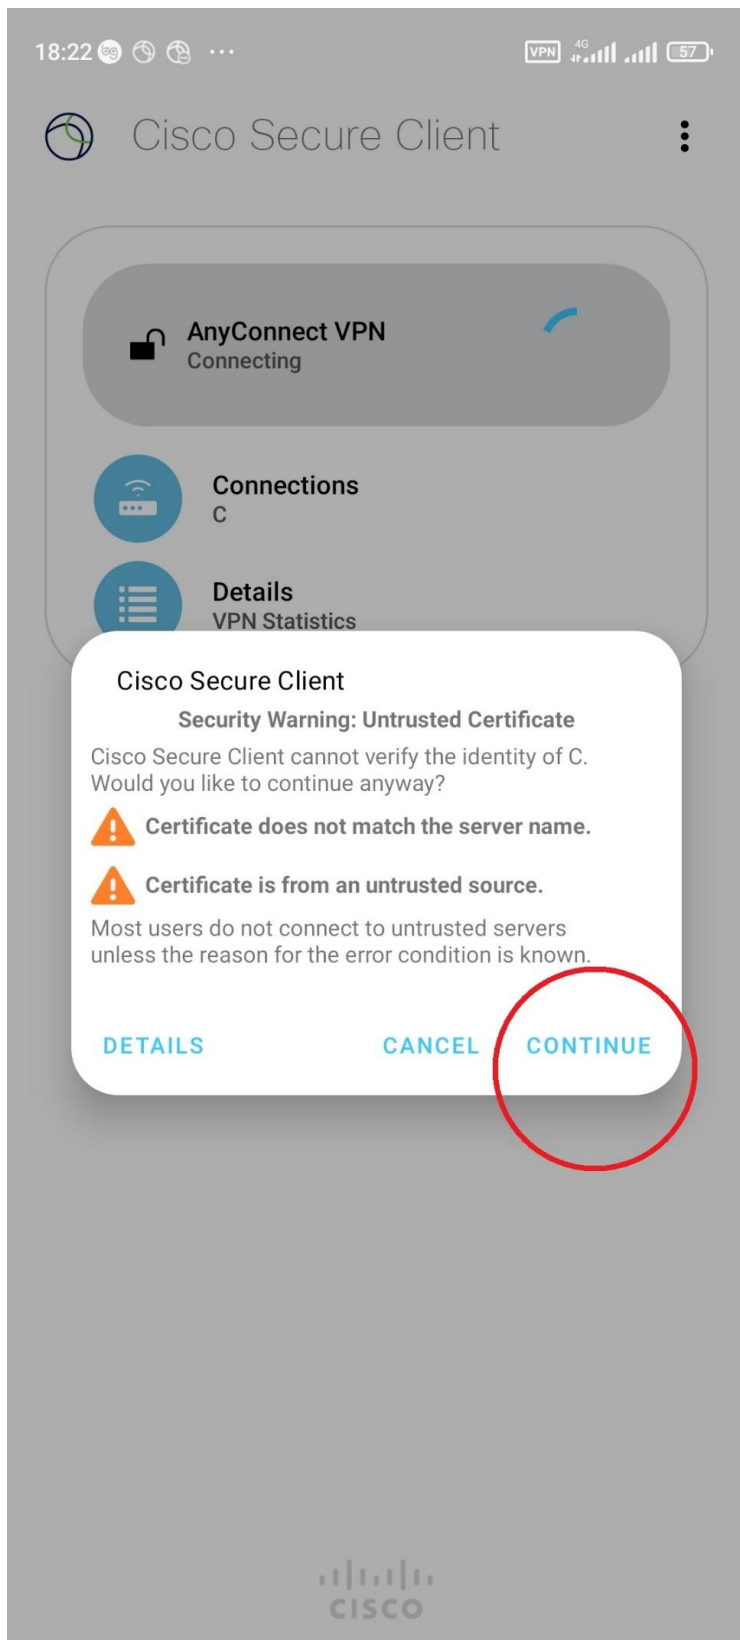 18:22
VPN 4G 57
Cisco Secure Client
AnyConnect VPN
Connecting
Connections
C
Details
VPN Statistics
Cisco Secure Client
Security Warning: Untrusted Certificate
Cisco Secure Client cannot verify the identity of C.
Would you like to continue anyway?
Certificate does not match the server name.
Certificate is from an untrusted source.
Most users do not connect to untrusted servers
unless the reason for the error condition is known.
DETAILS CANCEL CONTINUE
CISCO